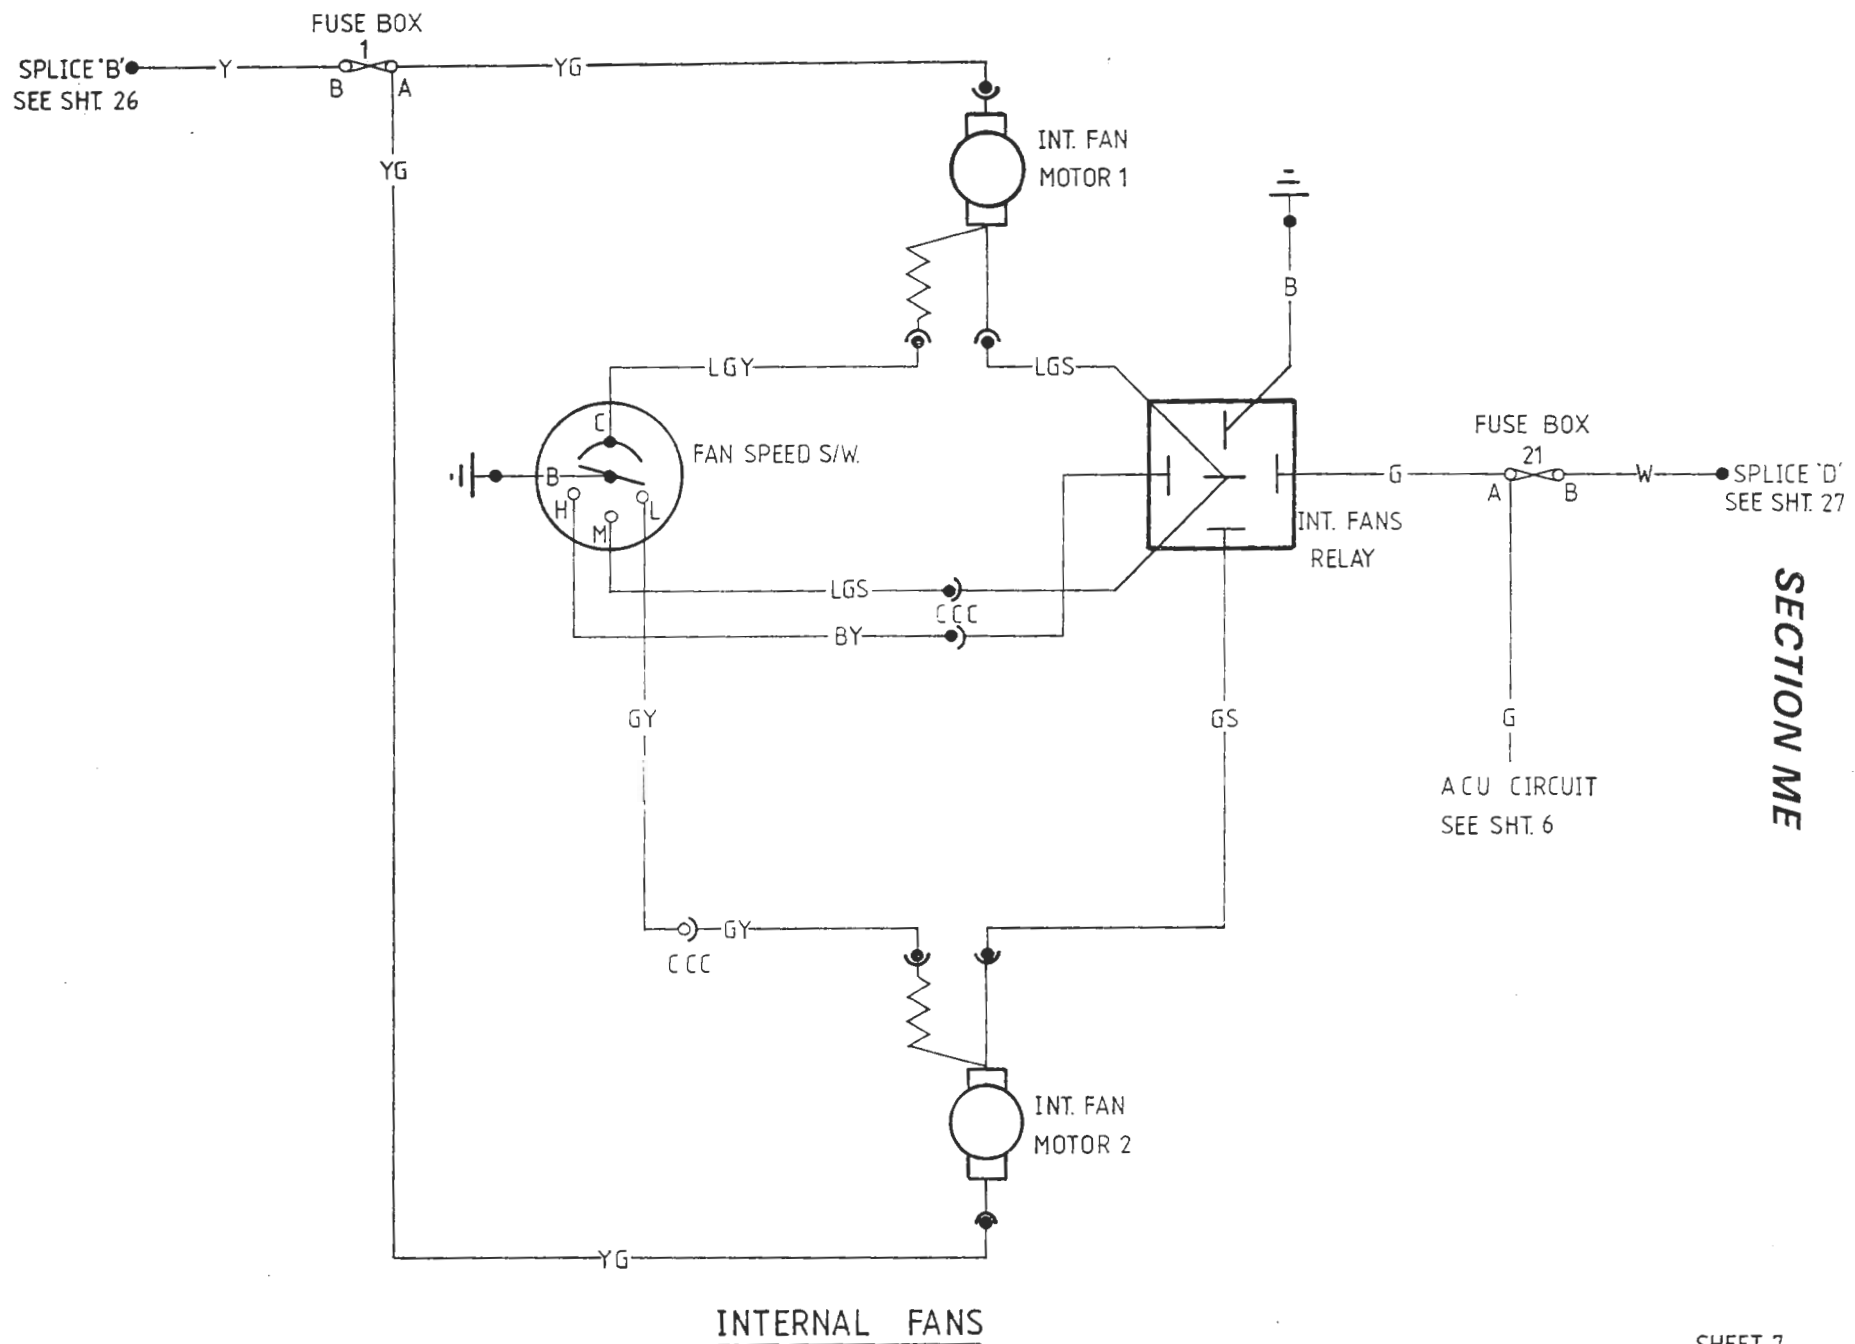 FUSE BOX
1
SPLICE 'B'
SEE SHT. 26
Y
B
A
YG
YG
INT. FAN
MOTOR 1
B
LGY
LGS
C
FAN SPEED S/W.
B
H
M
L
FUSE BOX
21
G
A
B
W
SPLICE 'D'
SEE SHT. 27
INT. FANS
RELAY
LGS
CCC
BY
SECTION ME
GY
GS
G
ACU CIRCUIT
SEE SHT. 6
GY
CCC
INT. FAN
MOTOR 2
YG
INTERNAL FANS
SHEET 7